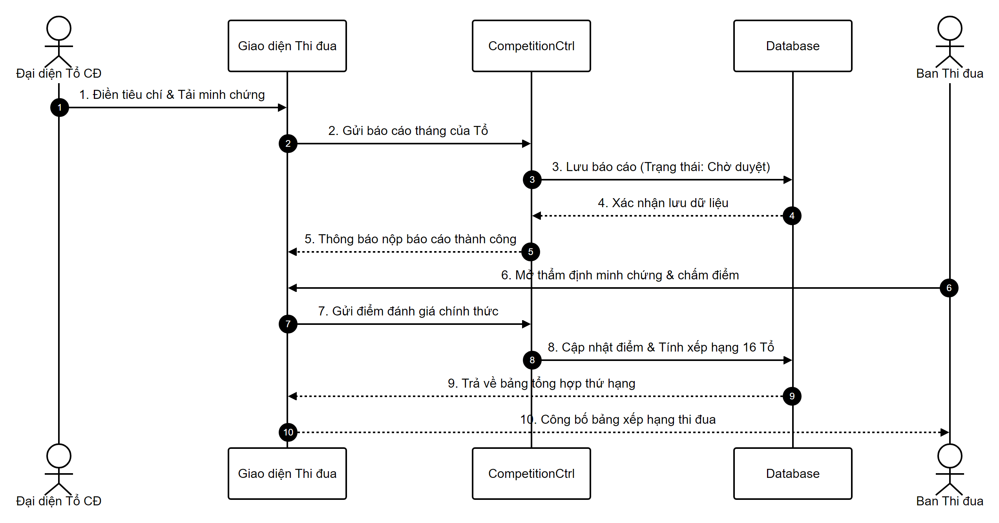 Đại diện Tổ CĐ
Giao diện Thi đua
CompetitionCtrl
Database
Ban Thi đua
1. Điền tiêu chí & Tải minh chứng
1
2. Gửi báo cáo tháng của Tổ
2
3. Lưu báo cáo (Trạng thái: Chờ duyệt)
3
4. Xác nhận lưu dữ liệu
4
5. Thông báo nộp báo cáo thành công
5
6. Mở thẩm định minh chứng & chấm điểm
6
7. Gửi điểm đánh giá chính thức
7
8. Cập nhật điểm & Tính xếp hạng 16 Tổ
8
9. Trả về bảng tổng hợp thứ hạng
9
10. Công bố bảng xếp hạng thi đua
10
Đại diện Tổ CĐ
Giao diện Thi đua
CompetitionCtrl
Database
Ban Thi đua